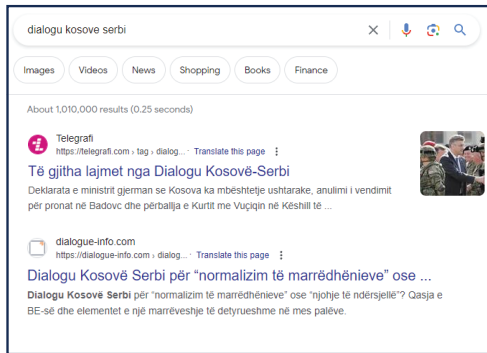 dialogu kosove serbi
Images Videos News Shopping Books Finance
About 1,010,000 results (0.25 seconds)
Telegrafi
https://telegrafi.com › tag › dialog... · Translate this page
Të gjitha lajmet nga Dialogu Kosovë-Serbi
Deklarata e ministrit gjerman se Kosova ka mbështetje ushtarake, anulimi i vendimit
për pronat në Badovc dhe përballja e Kurtit me Vuçiqin në Këshill të ...
dialogue-info.com
https://dialogue-info.com › dialog... · Translate this page
Dialogu Kosovë Serbi për “normalizim të marrëdhënieve” ose ...
Dialogu Kosovë Serbi për “normalizim të marrëdhënieve” ose “njohje të ndërsjellë”? Qasja e
BE-së dhe elementet e një marrëveshje të detyrueshme në mes palëve.